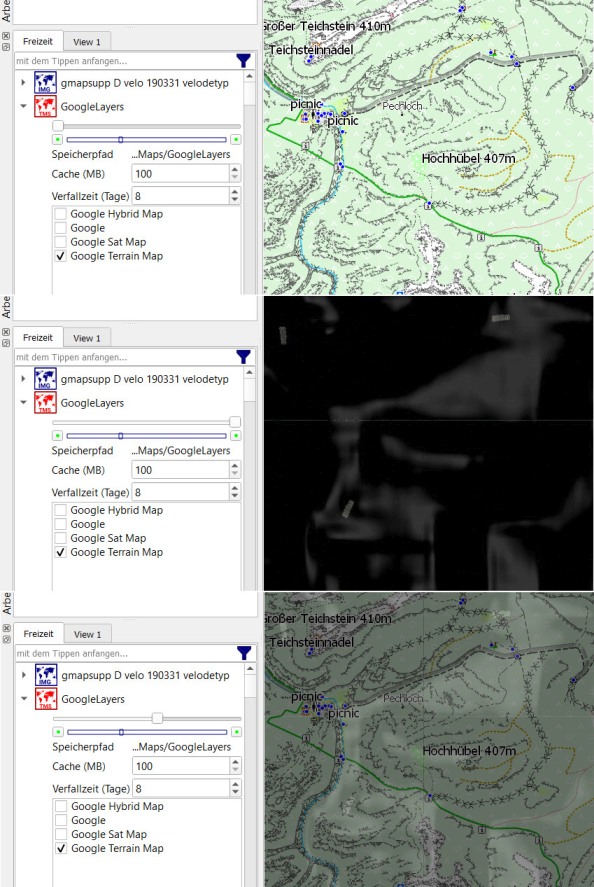 Arbe
Freizeit View 1
mit dem Tippen anfangen...
IMG gmapsupp D velo 190331 velodetyp
TMS GoogleLayers
Speicherpfad ...Maps/GoogleLayers
Cache (MB) 100
Verfallzeit (Tage) 8
Google Hybrid Map
Google
Google Sat Map
Google Terrain Map
Großer Teichstein 410m
Teichsteinnadel
picnic
picnic
Pechloch
Hochhübel 407m
1
1
1
Arbe
Freizeit View 1
mit dem Tippen anfangen...
IMG gmapsupp D velo 190331 velodetyp
TMS GoogleLayers
Speicherpfad ...Maps/GoogleLayers
Cache (MB) 100
Verfallzeit (Tage) 8
Google Hybrid Map
Google
Google Sat Map
Google Terrain Map
Arbe
Freizeit View 1
mit dem Tippen anfangen...
IMG gmapsupp D velo 190331 velodetyp
TMS GoogleLayers
Speicherpfad ...Maps/GoogleLayers
Cache (MB) 100
Verfallzeit (Tage) 8
Google Hybrid Map
Google
Google Sat Map
Google Terrain Map
Großer Teichstein 410m
Teichsteinnadel
picnic
picnic
Pechloch
Hochhübel 407m
1
1
1